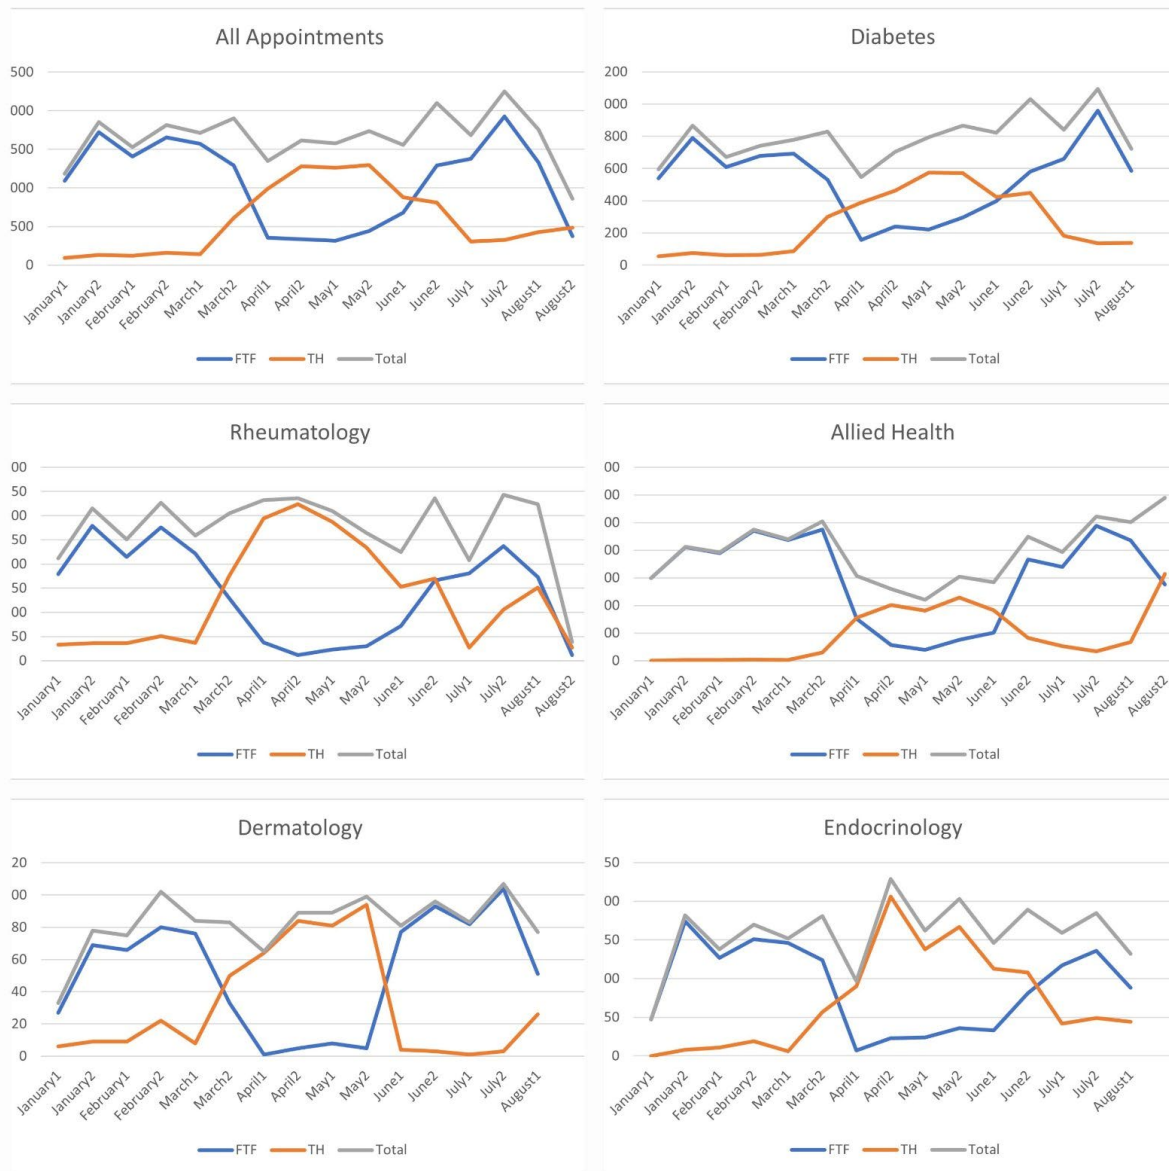 All Appointments
500
000
500
000
500
0
January1 January2 February1 February2 March1 March2 April1 April2 May1 May2 June1 June2 July1 July2 August1 August2
FTF TH Total
Diabetes
200
000
800
600
400
200
0
January1 January2 February1 February2 March1 March2 April1 April2 May1 May2 June1 June2 July1 July2 August1
FTF TH Total
Rheumatology
00
50
00
50
00
50
00
50
0
January1 January2 February1 February2 March1 March2 April1 April2 May1 May2 June1 June2 July1 July2 August1 August2
FTF TH Total
Allied Health
00
00
00
00
00
00
00
0
January1 January2 February1 February2 March1 March2 April1 April2 May1 May2 June1 June2 July1 July2 August1 August2
FTF TH Total
Dermatology
20
00
80
60
40
20
0
January1 January2 February1 February2 March1 March2 April1 April2 May1 May2 June1 June2 July1 July2 August1
FTF TH Total
Endocrinology
50
00
50
00
50
0
January1 January2 February1 February2 March1 March2 April1 April2 May1 May2 June1 June2 July1 July2 August1
FTF TH Total